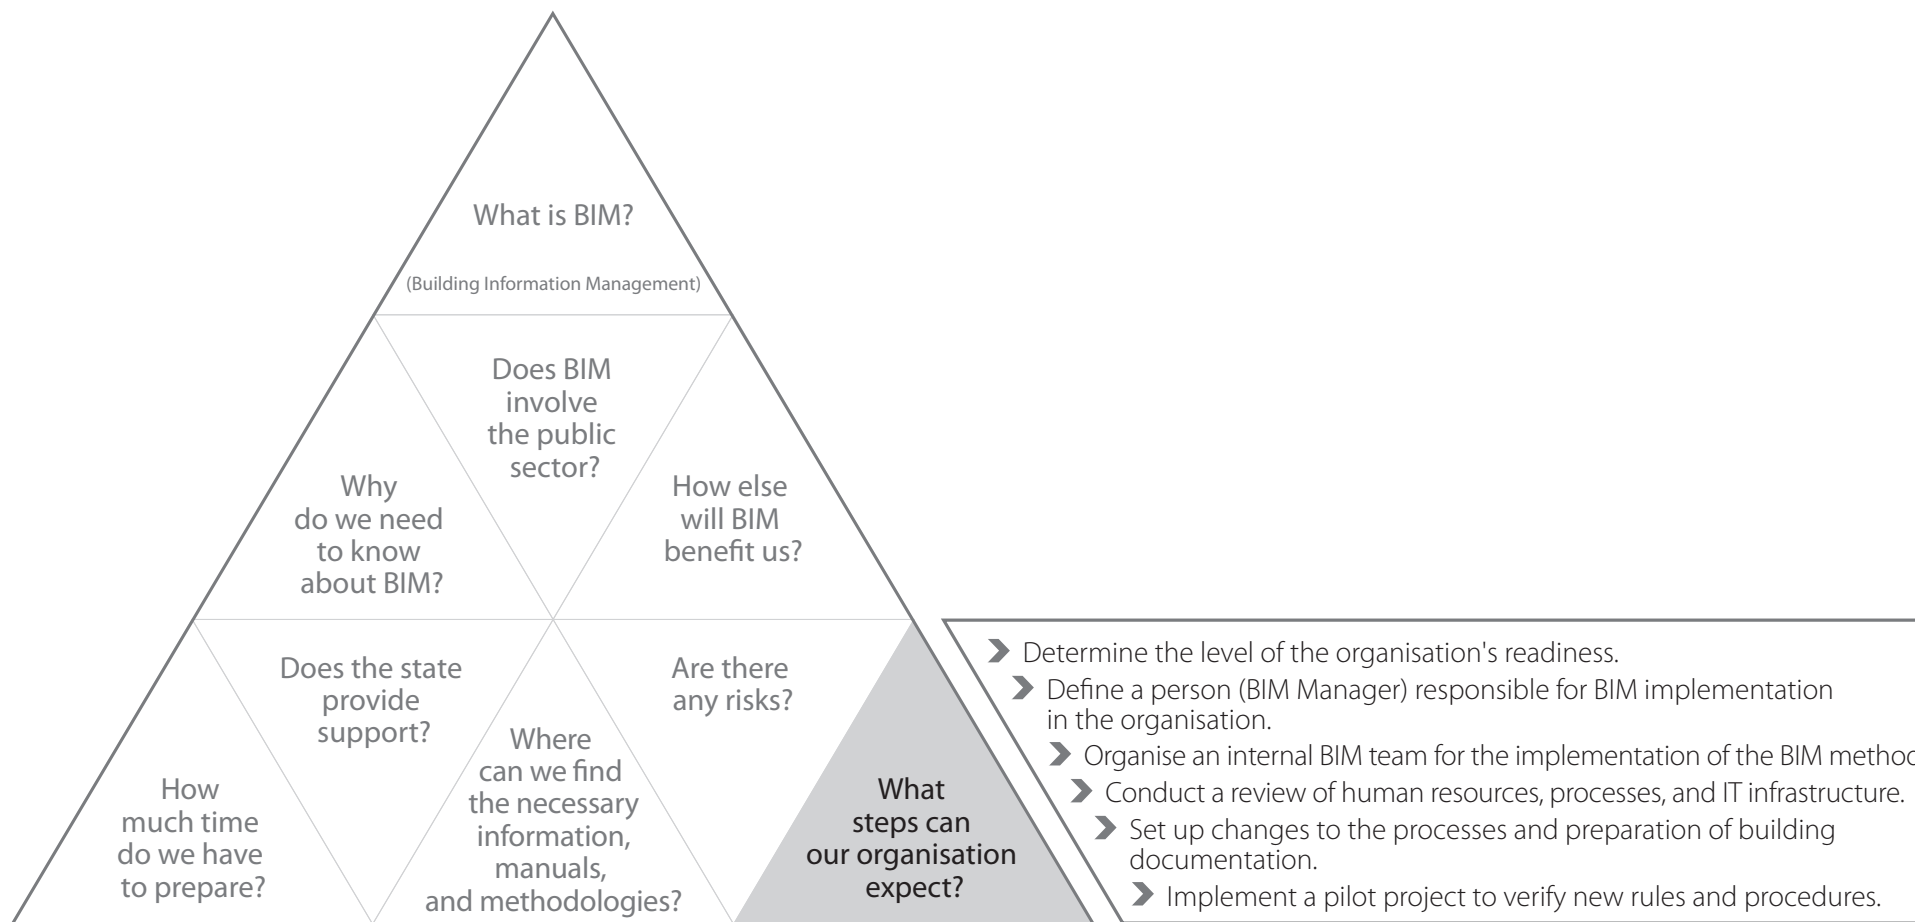 What is BIM?
(Building Information Management)
Does BIM
involve
the public
sector?
Why
do we need
to know
about BIM?
How else
will BIM
benefit us?
Does the state
provide
support?
Are there
any risks?
How
much time
do we have
to prepare?
Where
can we find
the necessary
information,
manuals,
and methodologies?
What
steps can
our organisation
expect?
Determine the level of the organisation's readiness.
Define a person (BIM Manager) responsible for BIM implementation
in the organisation.
Organise an internal BIM team for the implementation of the BIM
Conduct a review of human resources, processes, and IT infrastructure.
Set up changes to the processes and preparation of building
documentation.
Implement a pilot project to verify new rules and procedures.